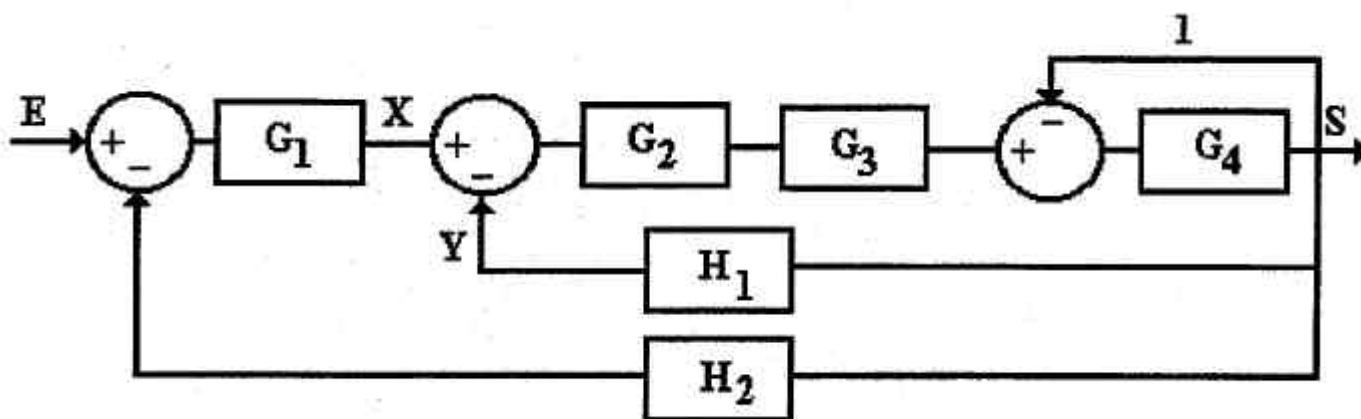 1
E + - G₁ X + - G₂ G₃ + - G₄ S
Y H₁
H₂